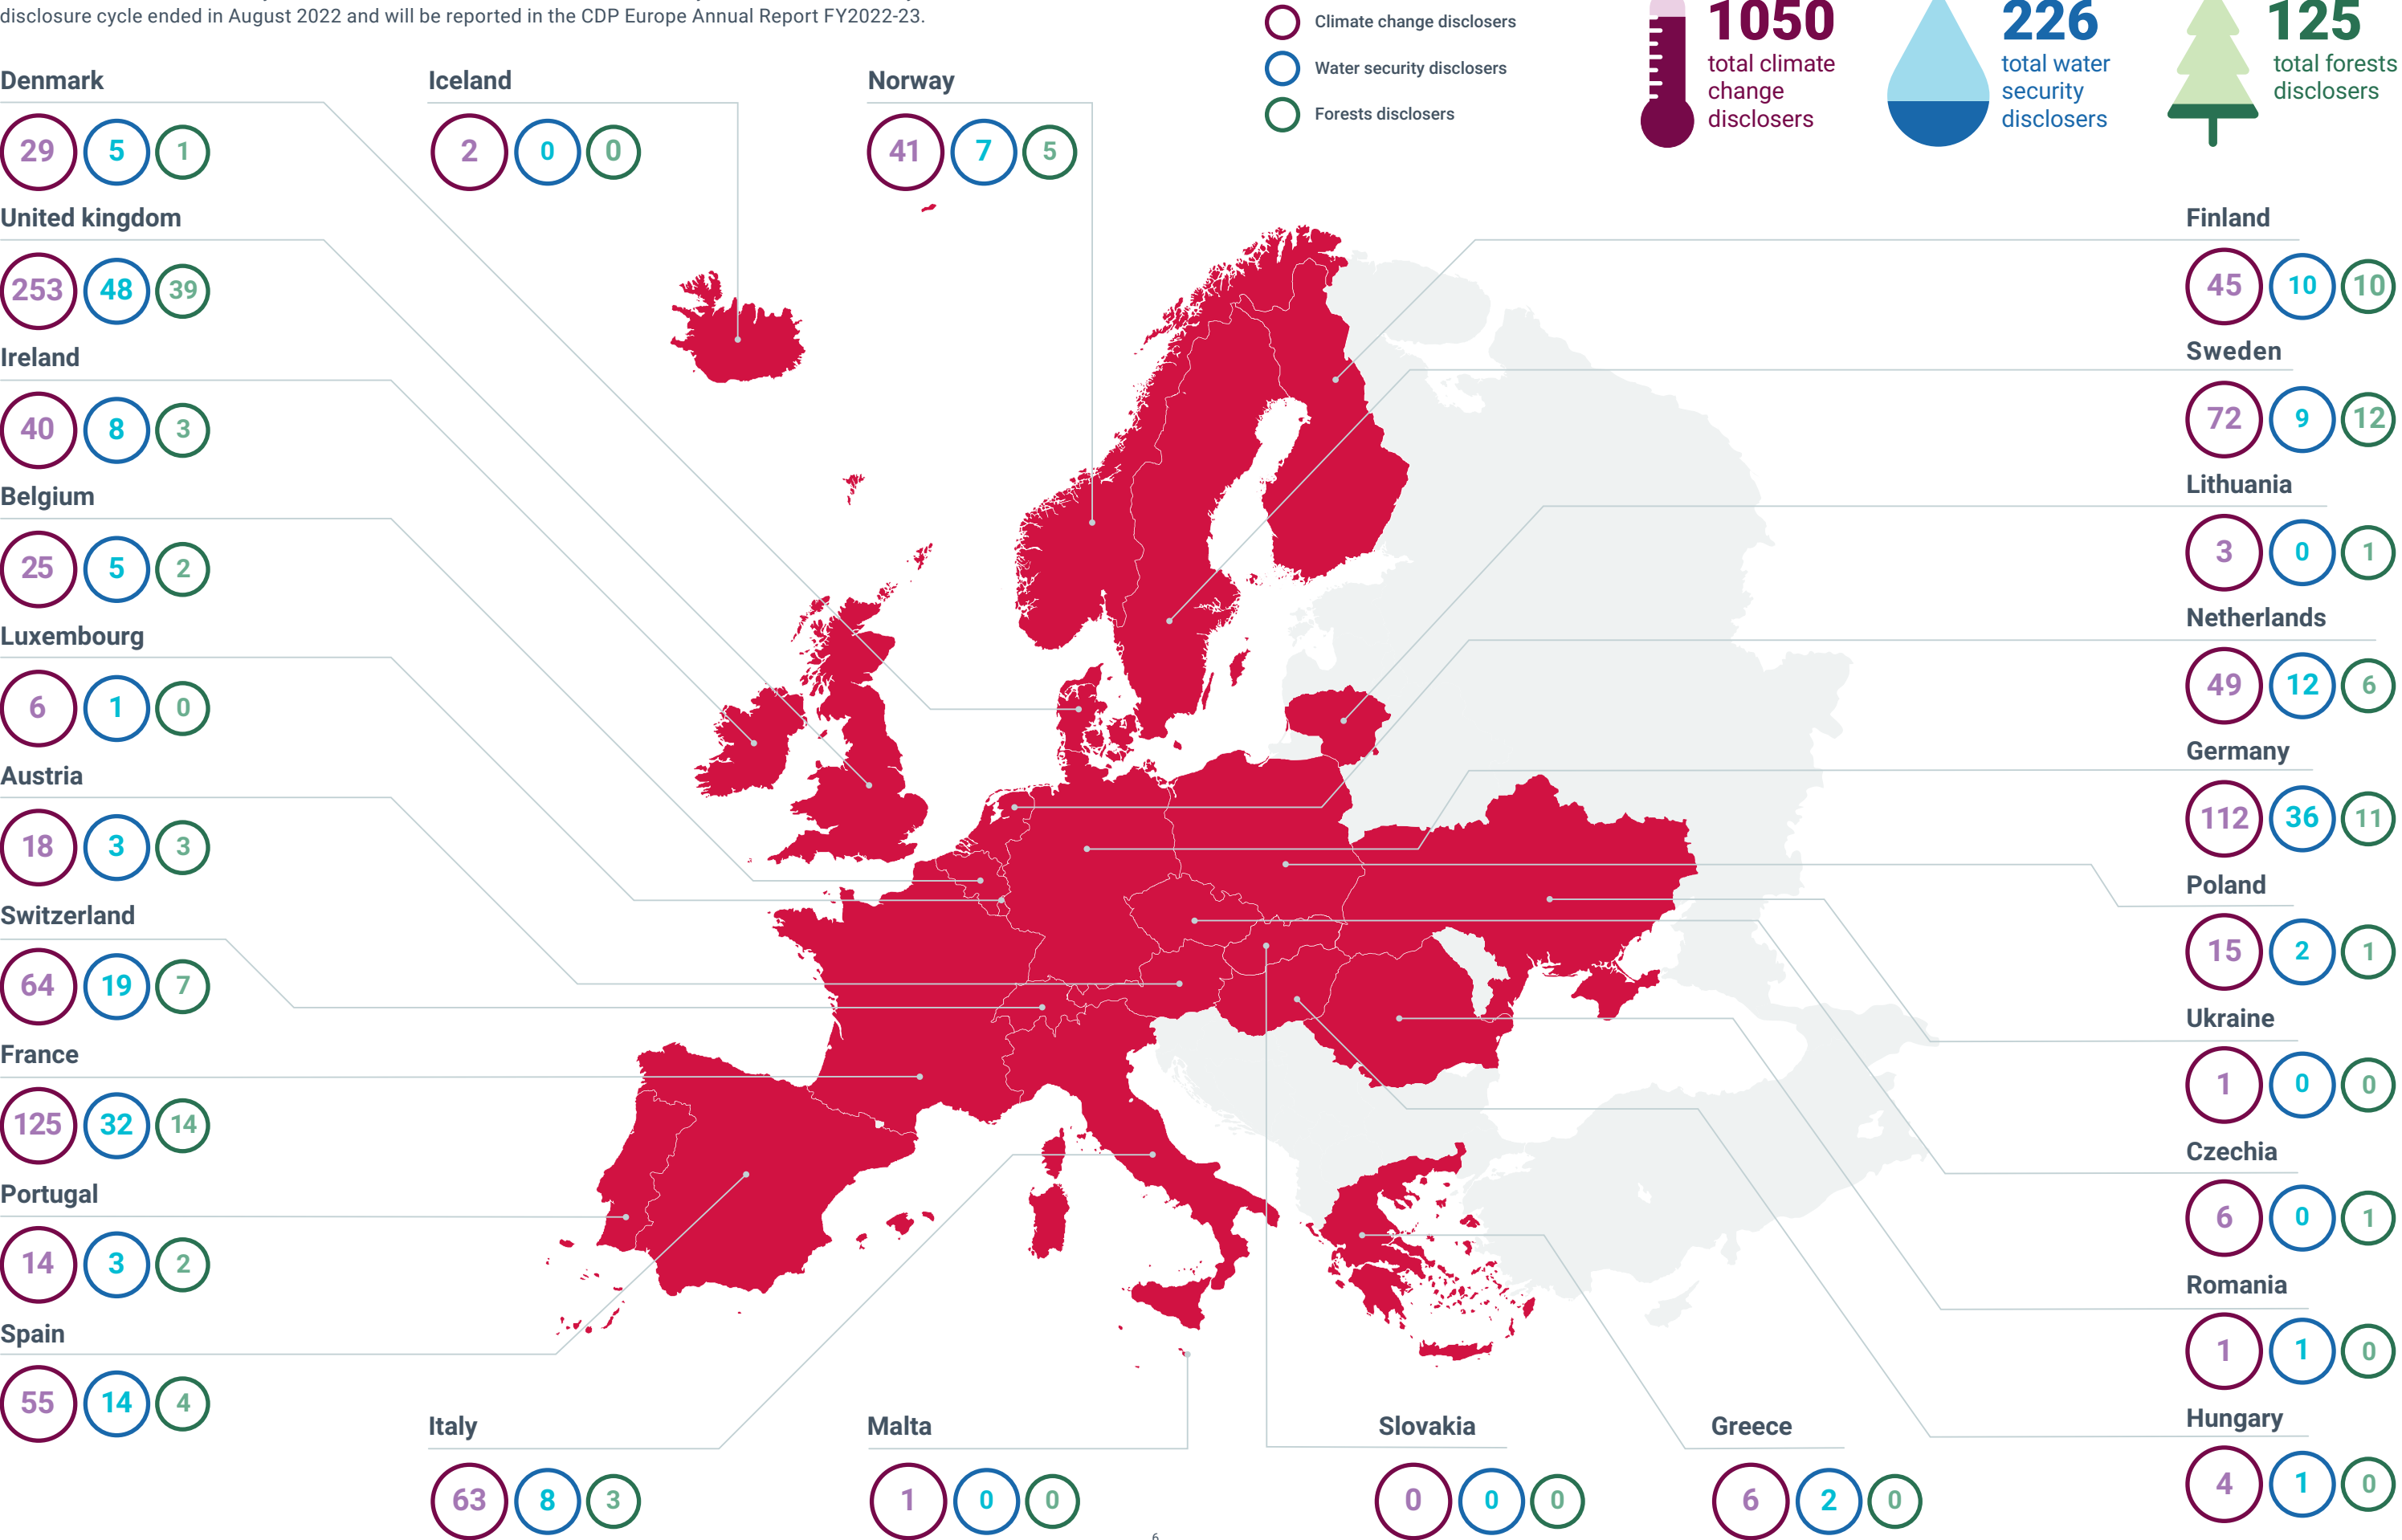 disclosure cycle ended in August 2022 and will be reported in the CDP Europe Annual Report FY2022-23.
Climate change disclosers
Water security disclosers
Forests disclosers
1050
total climate
change
disclosers
226
total water
security
disclosers
125
total forests
disclosers
Denmark
29 5 1
Iceland
2 0 0
Norway
41 7 5
United kingdom
253 48 39
Ireland
40 8 3
Belgium
25 5 2
Luxembourg
6 1 0
Austria
18 3 3
Switzerland
64 19 7
France
125 32 14
Portugal
14 3 2
Spain
55 14 4
Finland
45 10 10
Sweden
72 9 12
Lithuania
3 0 1
Netherlands
49 12 6
Germany
112 36 11
Poland
15 2 1
Ukraine
1 0 0
Czechia
6 0 1
Romania
1 1 0
Hungary
4 1 0
Italy
63 8 3
Malta
1 0 0
Slovakia
0 0 0
Greece
6 2 0
6